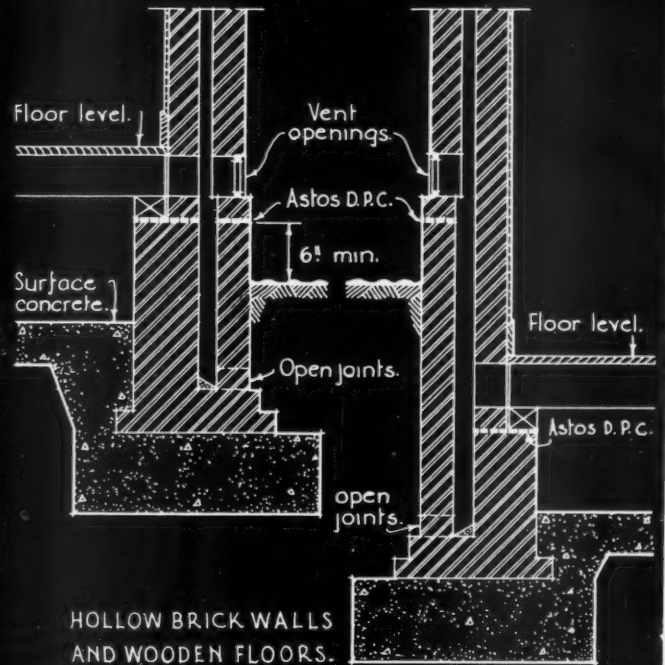 Floor level.
Vent
openings.
Astos D.P.C.
6" min.
Surface
concrete.
Floor level.
Open joints.
Astos D.P.C.
open
joints.
HOLLOW BRICK WALLS
AND WOODEN FLOORS.